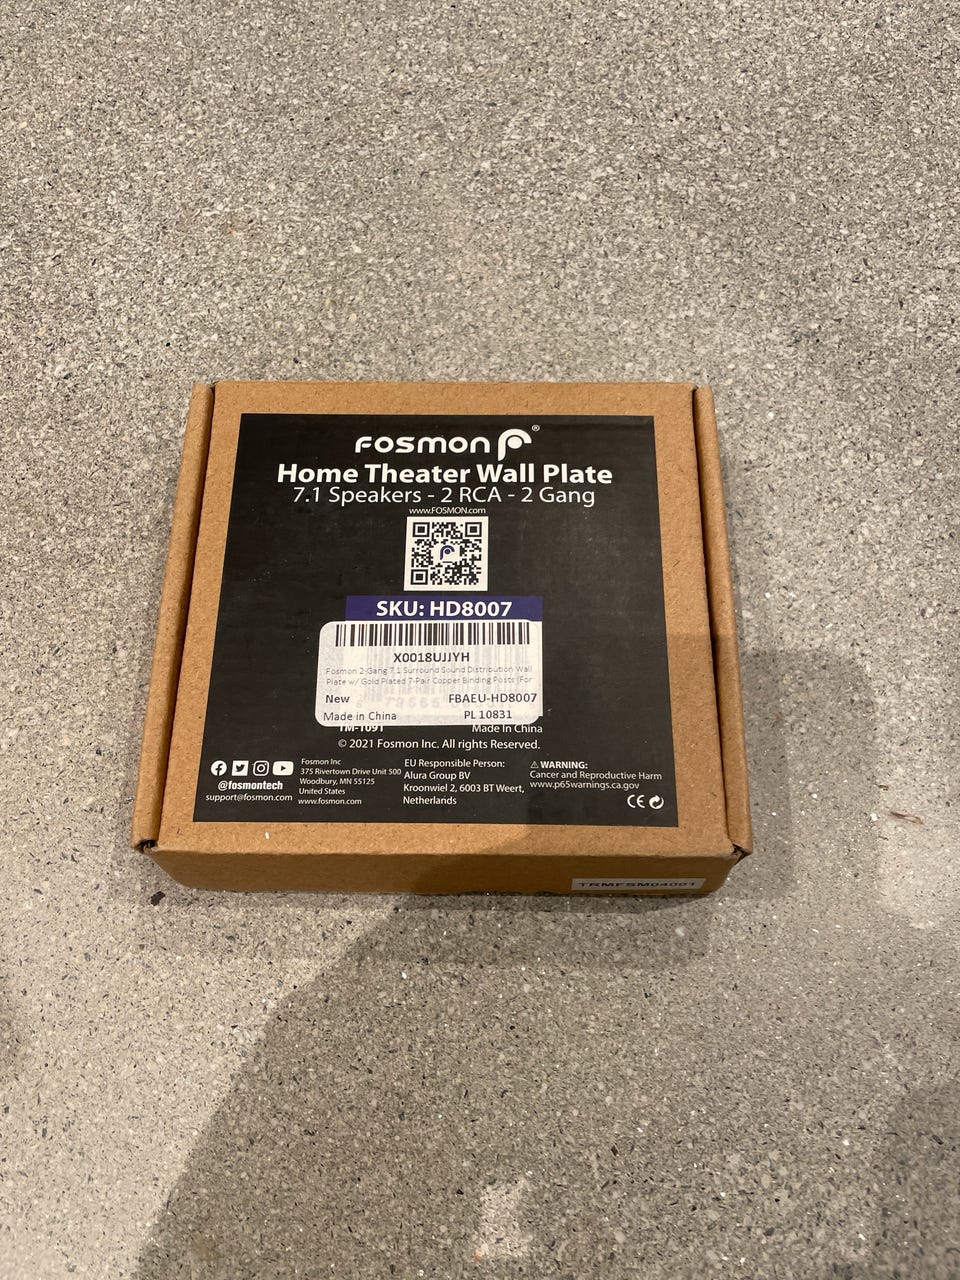 FOSMON ®
Home Theater Wall Plate
7.1 Speakers - 2 RCA - 2 Gang
www.FOSMON.com
SKU: HD8007
X0018UJJYH
Fosmon 2-Gang 7.1 Surround Sound Distribution Wall
Plate w/ Gold Plated 7-Pair Copper Binding Posts (For
New FBAEU-HD8007
Made in China PL 10831
TM-1091 Made In China
© 2021 Fosmon Inc. All rights Reserved.
@fosmontech
support@fosmon.com
Fosmon Inc
375 Rivertown Drive Unit 500
Woodbury, MN 55125
United States
www.fosmon.com
EU Responsible Person:
Alura Group BV
Kroonwiel 2, 6003 BT Weert,
Netherlands
⚠ WARNING:
Cancer and Reproductive Harm
www.p65warnings.ca.gov
CE
TRMFSM04001